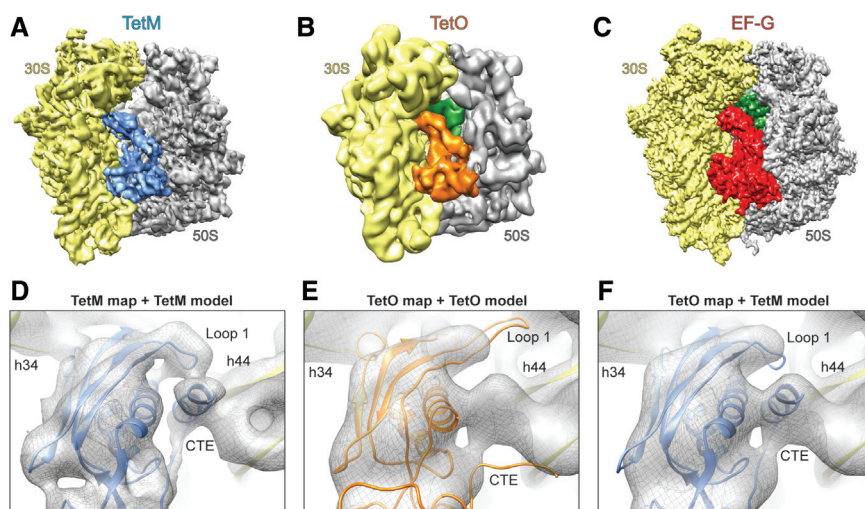 A
TetM
30S
50S
B
TetO
30S
50S
C
EF-G
30S
50S
D
TetM map + TetM model
Loop 1
h34
h44
CTE
E
TetO map + TetO model
Loop 1
h34
h44
CTE
F
TetO map + TetM model
Loop 1
h34
h44
CTE